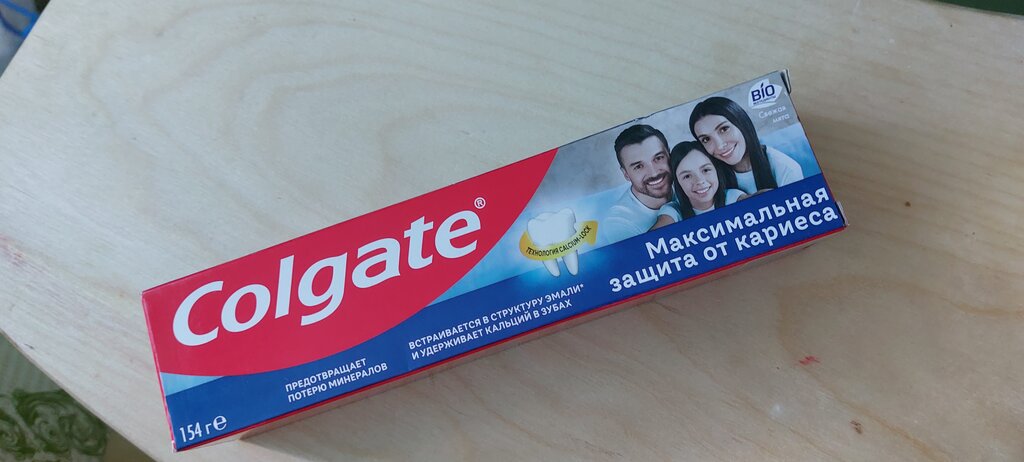 Colgate®
ТЕХНОЛОГИЯ CALCIUM-LOCK
BIO
Свежая
мята
Максимальная
защита от кариеса
ВСТРАИВАЕТСЯ В СТРУКТУРУ ЭМАЛИ*
И УДЕРЖИВАЕТ КАЛЬЦИЙ В ЗУБАХ
ПРЕДОТВРАЩАЕТ
ПОТЕРЮ МИНЕРАЛОВ
154 г℮